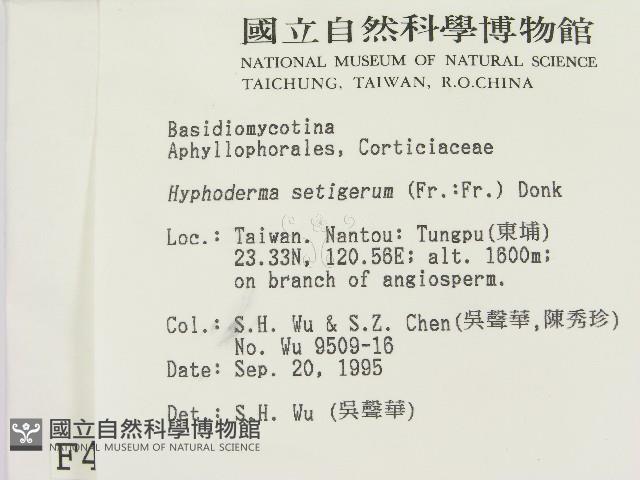 國立自然科學博物館
NATIONAL MUSEUM OF NATURAL SCIENCE
TAICHUNG, TAIWAN, R.O.CHINA
Basidiomycotina
Aphyllophorales, Corticiaceae
Hyphoderma setigerum (Fr.:Fr.) Donk
Loc.: Taiwan. Nantou: Tungpu(東埔)
23.33N, 120.56E; alt. 1600m;
on branch of angiosperm.
Col.: S.H. Wu & S.Z. Chen(吳聲華,陳秀珍)
No. Wu 9509-16
Date: Sep. 20, 1995
Det.: S.H. Wu (吳聲華)
國立自然科學博物館
NATIONAL MUSEUM OF NATURAL SCIENCE
F4